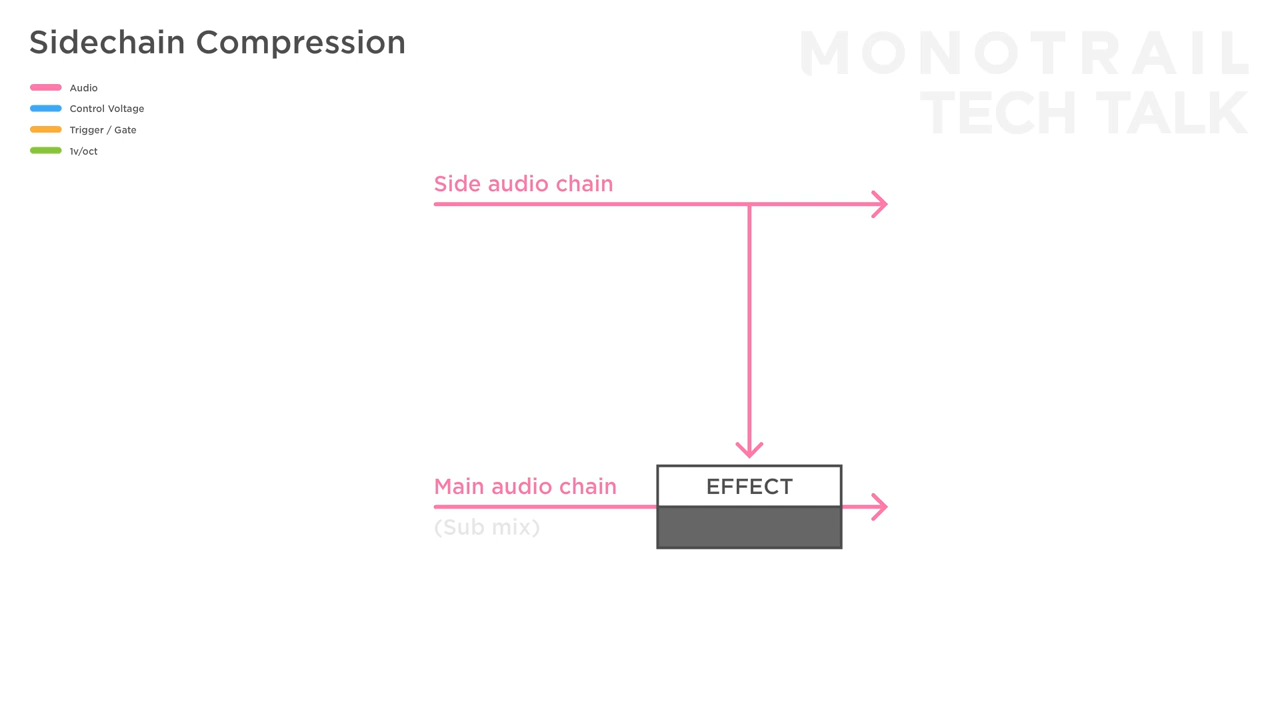 Sidechain Compression
MONOTRAIL
TECH TALK
Audio
Control Voltage
Trigger / Gate
1v/oct
Side audio chain
Main audio chain
EFFECT
(Sub mix)